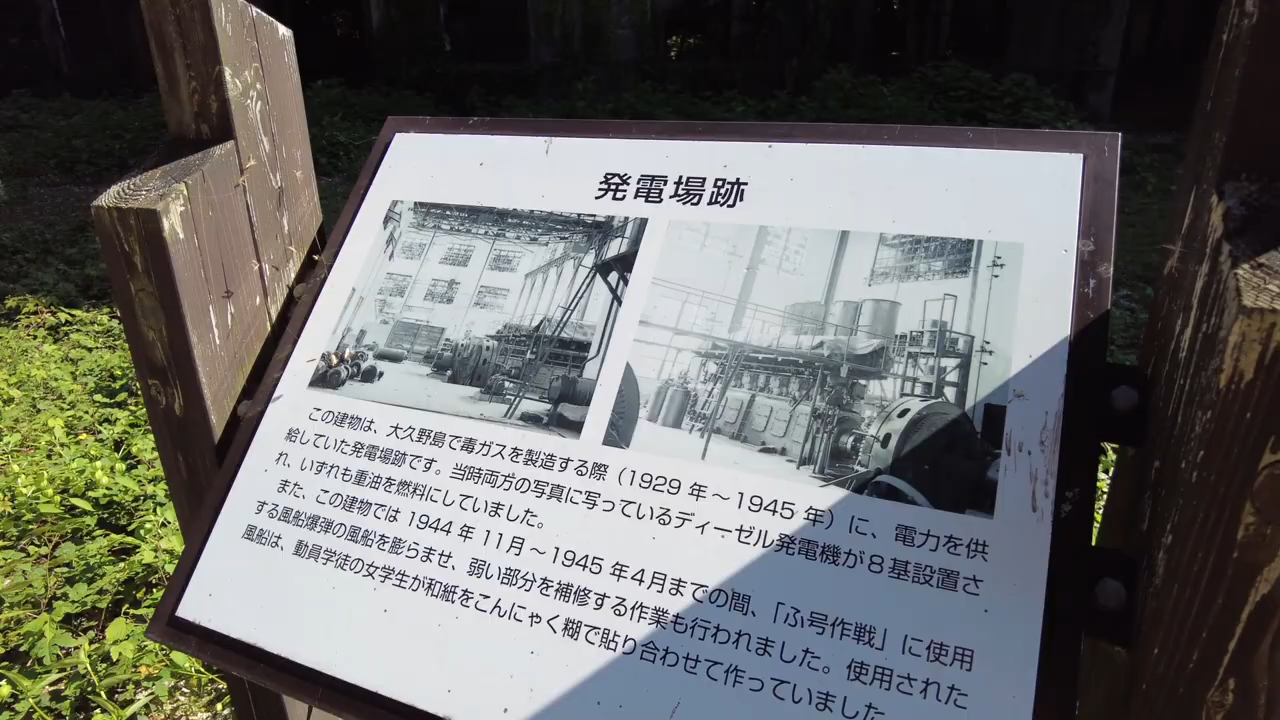 発電場跡
この建物は、大久野島で毒ガスを製造する際（1929 年～1945 年）に、電力を供
給していた発電場跡です。当時両方の写真に写っているディーゼル発電機が８基設置さ
れ、いずれも重油を燃料にしていました。
また、この建物では 1944 年 11月～1945 年４月までの間、「ふ号作戦」に使用
する風船爆弾の風船を膨らませ、弱い部分を補修する作業も行われました。使用された
風船は、動員学徒の女学生が和紙をこんにゃく糊で貼り合わせて作っていました